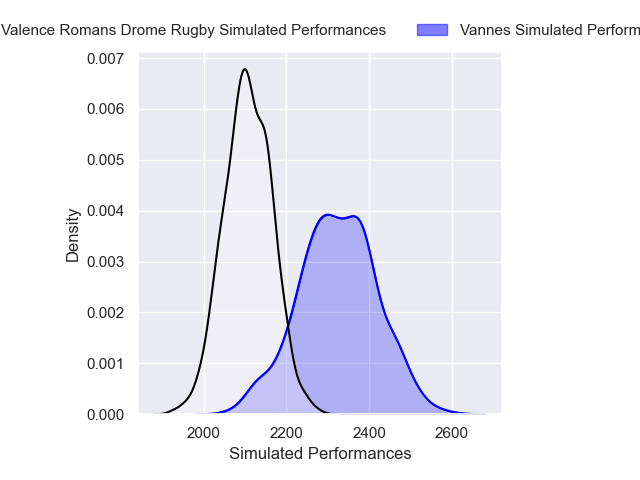 Valence Romans Drome Rugby Simulated Performances Vannes Simulated Perform
0.007
0.006
0.005
0.004
0.003
0.002
0.001
0.000
Density
2000 2200 2400 2600
Simulated Performances